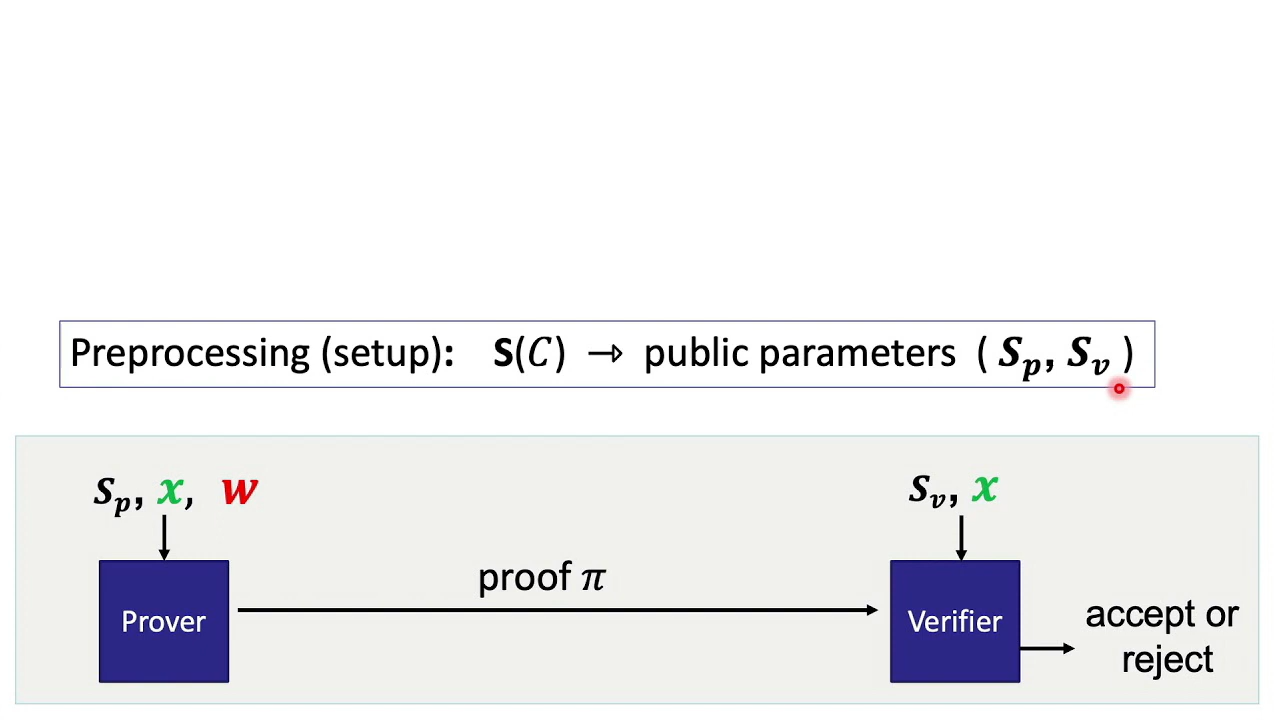 Preprocessing (setup): S(C) → public parameters ( Sₚ, Sᵥ )
Sₚ, x, w
Sᵥ, x
proof π
Prover
Verifier
accept or
reject